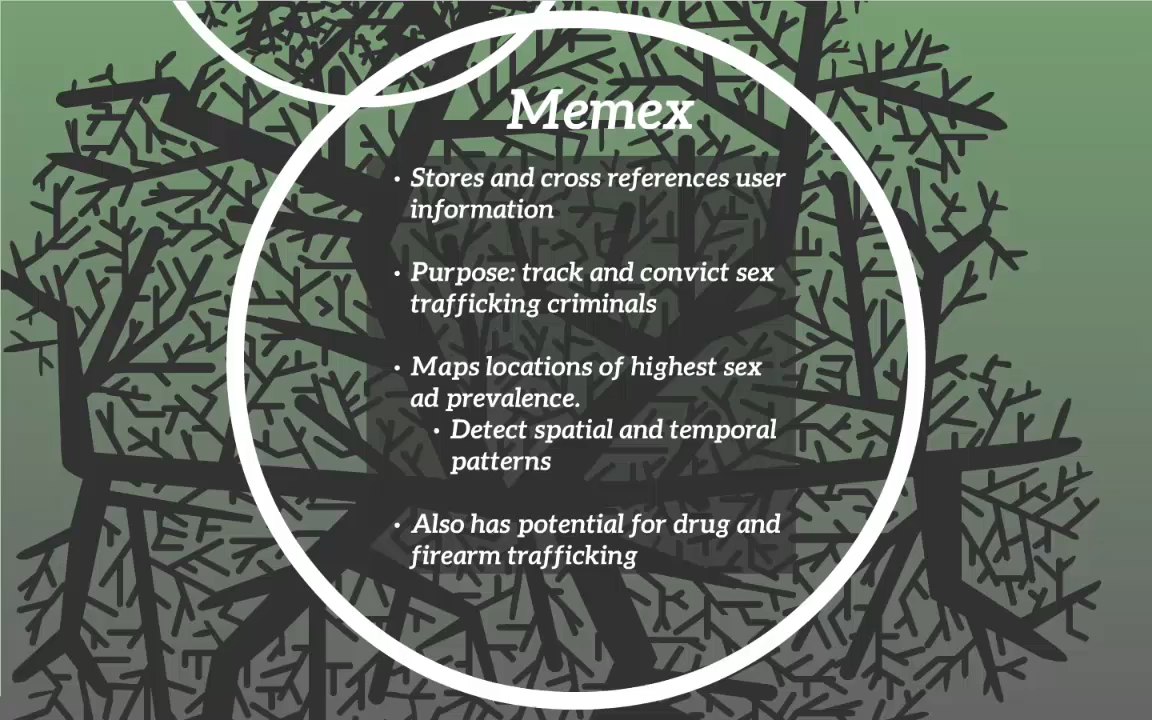 Memex
• Stores and cross references user
information
• Purpose: track and convict sex
trafficking criminals
• Maps locations of highest sex
ad prevalence.
• Detect spatial and temporal
patterns
• Also has potential for drug and
firearm trafficking